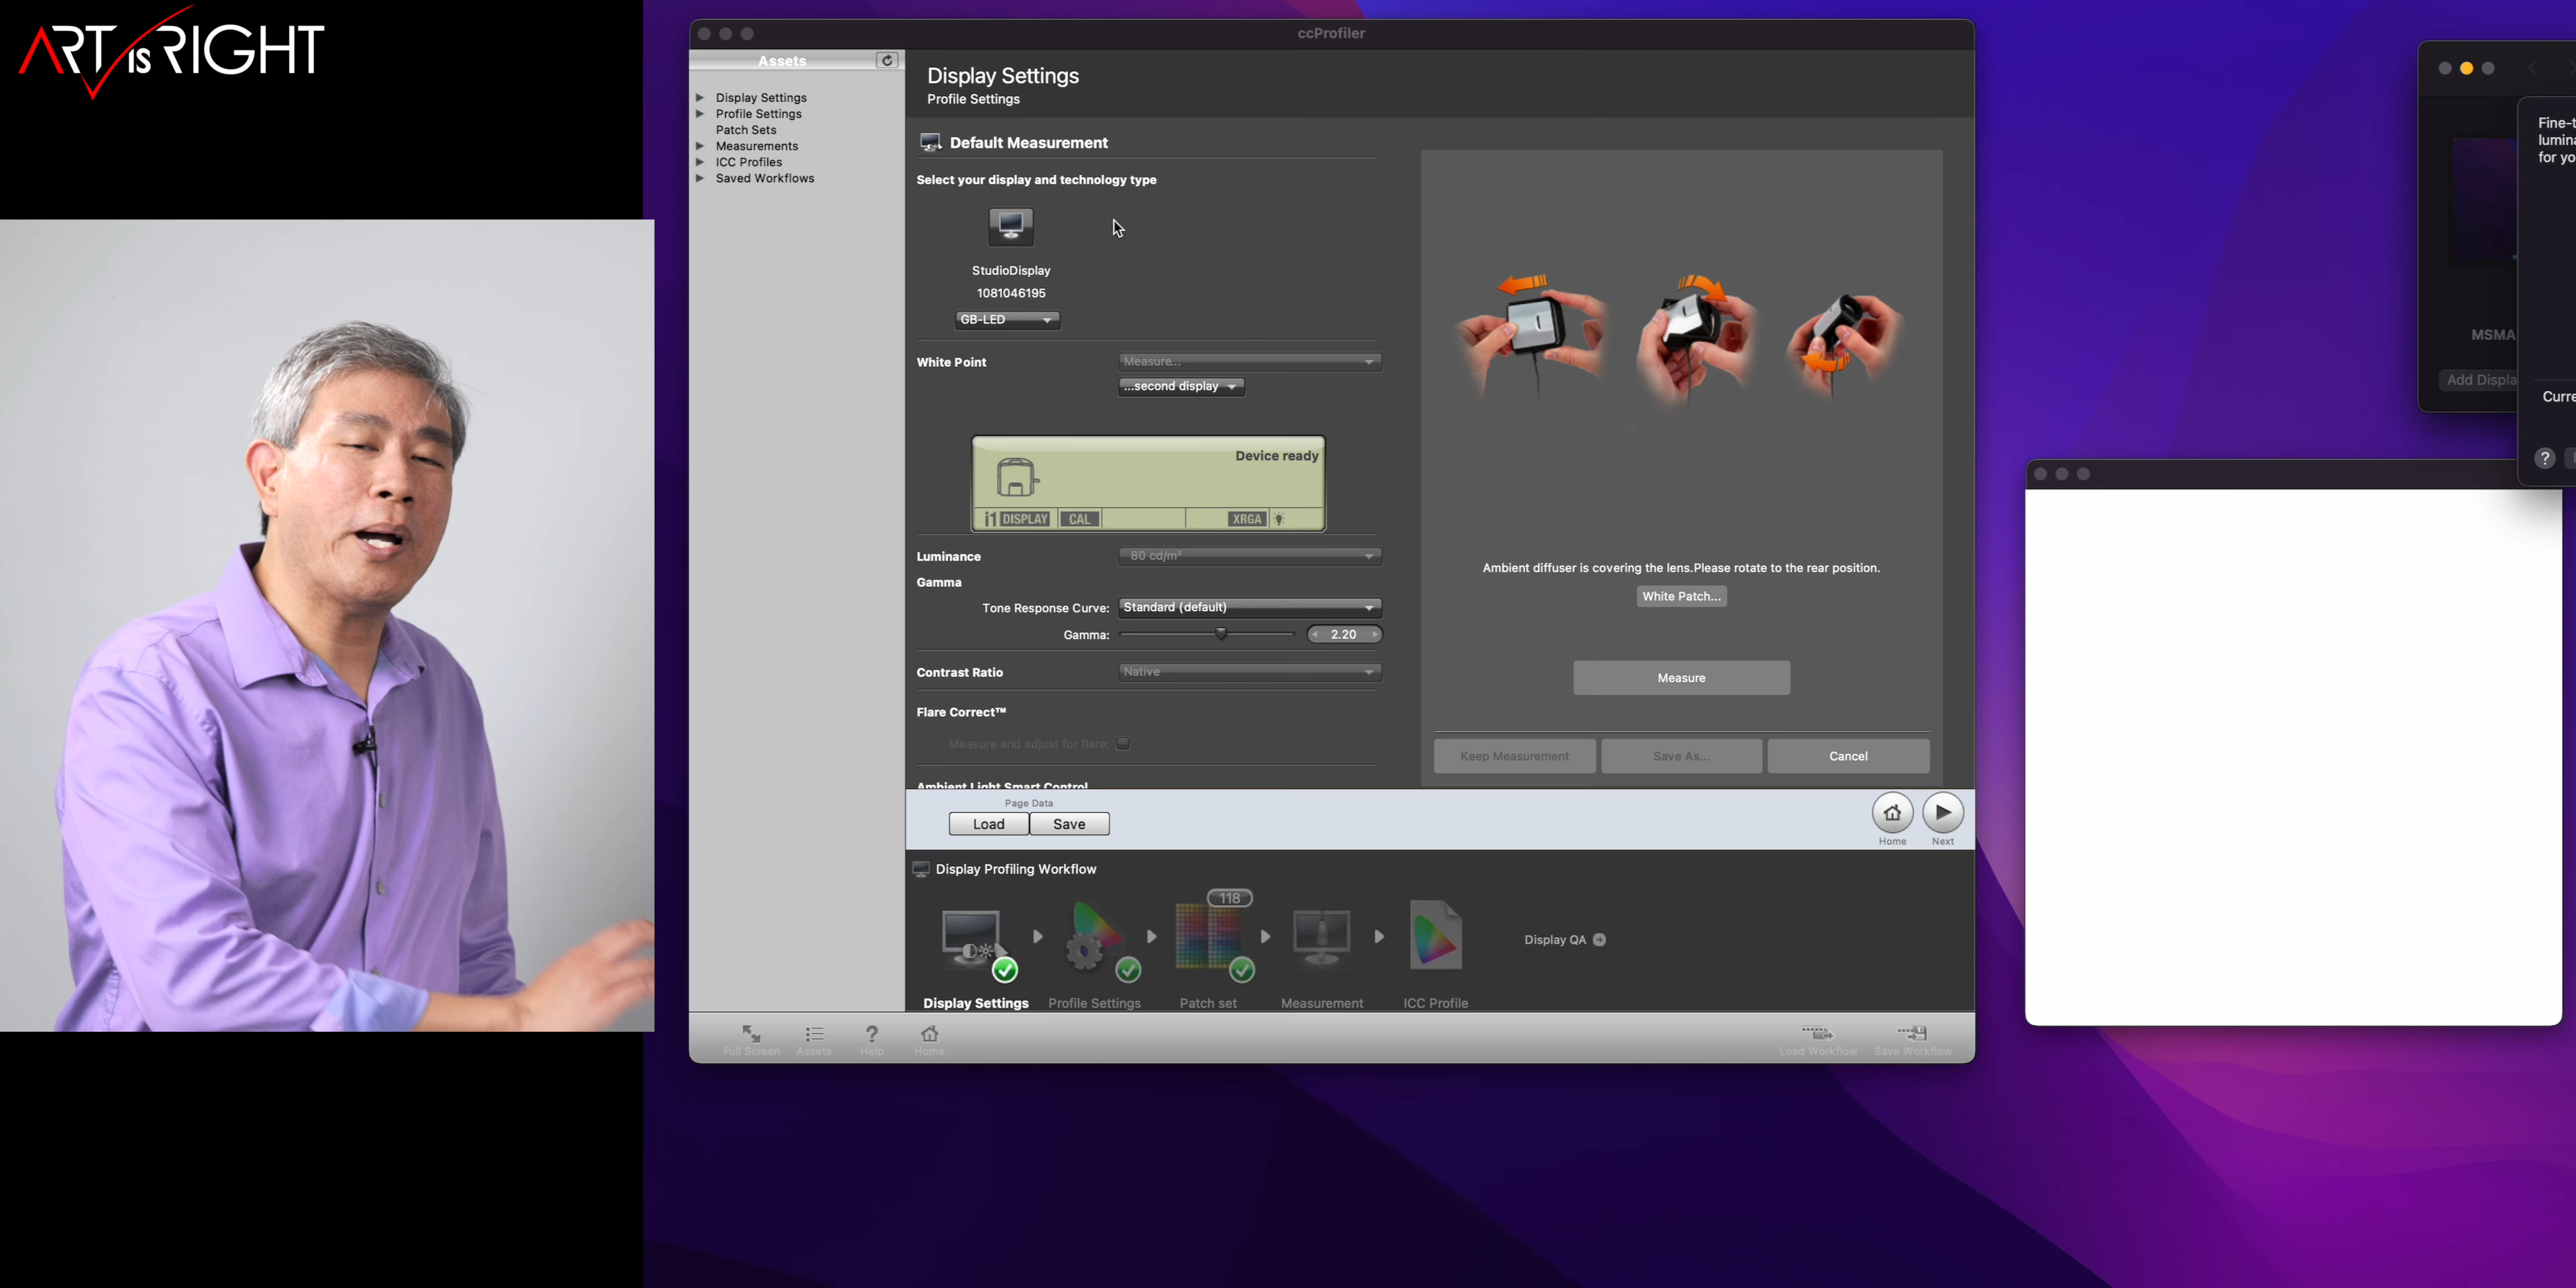 ART IS RIGHT
ccProfiler
Assets
Display Settings
Profile Settings
Patch Sets
Measurements
ICC Profiles
Saved Workflows
Display Settings
Profile Settings
Default Measurement
Select your display and technology type
StudioDisplay
1081046195
GB-LED
White Point
Measure...
...second display
Device ready
i1 DISPLAY CAL XRGA
Luminance
80 cd/m²
Gamma
Tone Response Curve: Standard (default)
Gamma: 2.20
Contrast Ratio
Native
Flare Correct™
Measure and adjust for flare:
Ambient Light Smart Control
Ambient diffuser is covering the lens.Please rotate to the rear position.
White Patch...
Measure
Keep Measurement
Save As...
Cancel
Page Data
Load
Save
Home
Next
Display Profiling Workflow
118
Display QA
Display Settings
Profile Settings
Patch set
Measurement
ICC Profile
Full Screen
Assets
Help
Home
Load Workflow
Save Workflow
Fine-t
lumina
for yo
MSMA
Add Displa
Curre
?